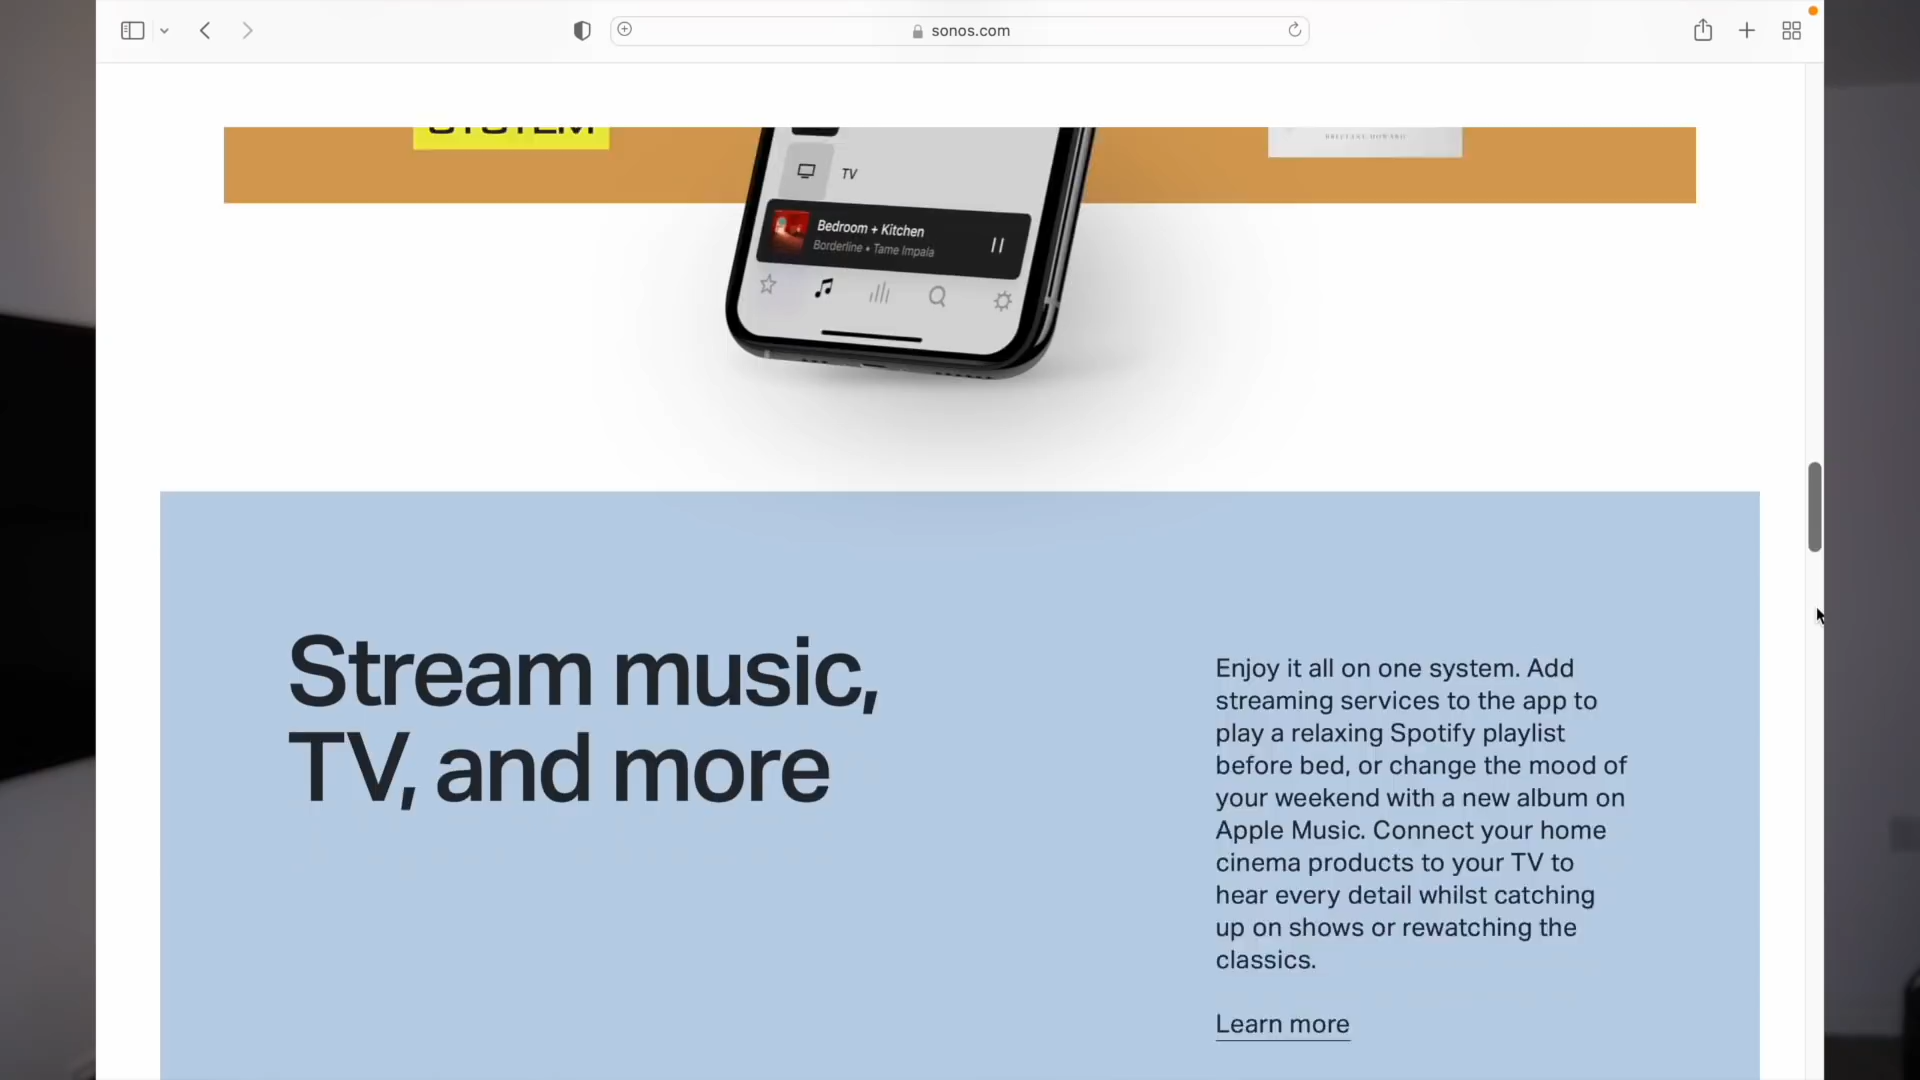 sonos.com
SYSTEM
BRITTANY HOWARD
TV
Bedroom + Kitchen
Borderline • Tame Impala
Stream music,
TV, and more
Enjoy it all on one system. Add
streaming services to the app to
play a relaxing Spotify playlist
before bed, or change the mood of
your weekend with a new album on
Apple Music. Connect your home
cinema products to your TV to
hear every detail whilst catching
up on shows or rewatching the
classics.
Learn more